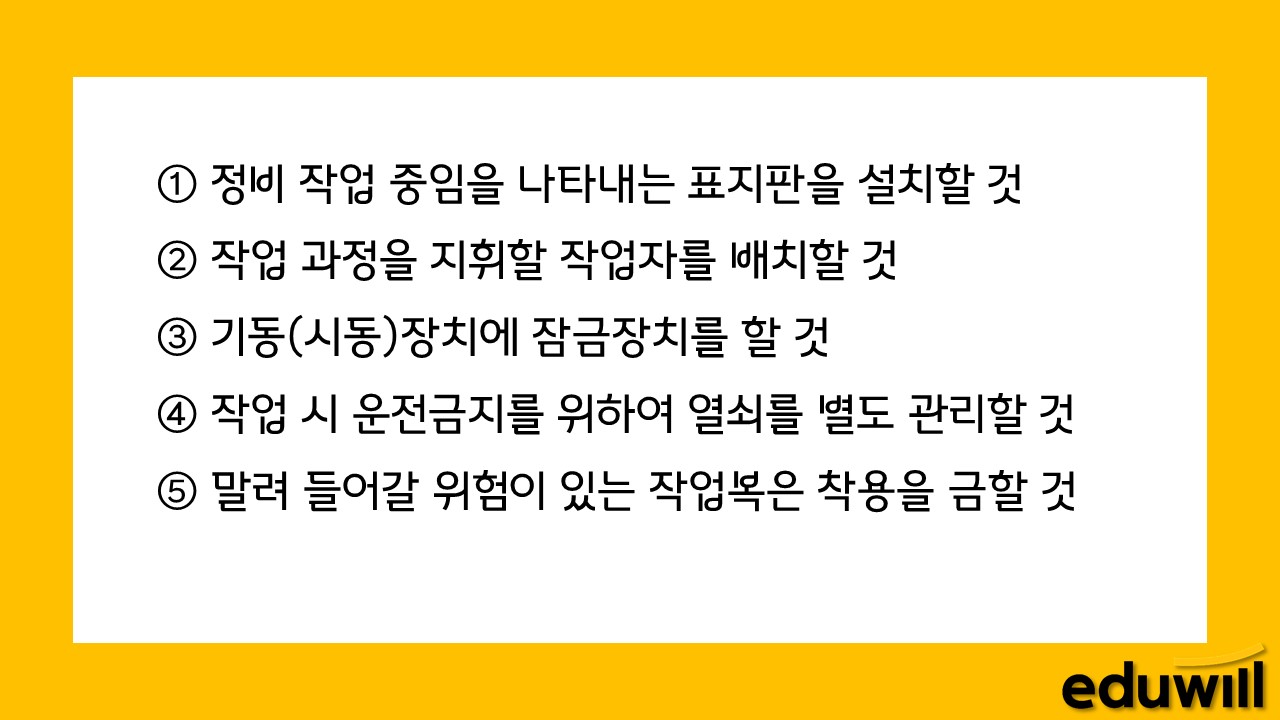 ① 정비 작업 중임을 나타내는 표지판을 설치할 것
② 작업 과정을 지휘할 작업자를 배치할 것
③ 기동(시동)장치에 잠금장치를 할 것
④ 작업 시 운전금지를 위하여 열쇠를 별도 관리할 것
⑤ 말려 들어갈 위험이 있는 작업복은 착용을 금할 것
eduwill